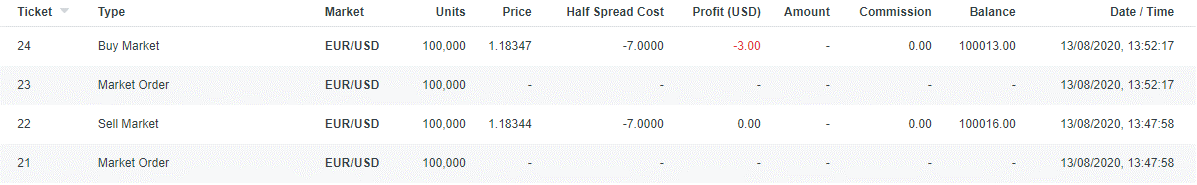 Ticket Type Market Units Price Half Spread Cost Profit (USD) Amount Commission Balance Date / Time
24 Buy Market EUR/USD 100,000 1.18347 -7.0000 -3.00 - 0.00 100013.00 13/08/2020, 13:52:17
23 Market Order EUR/USD 100,000 - - - - - - 13/08/2020, 13:52:17
22 Sell Market EUR/USD 100,000 1.18344 -7.0000 0.00 - 0.00 100016.00 13/08/2020, 13:47:58
21 Market Order EUR/USD 100,000 - - - - - - 13/08/2020, 13:47:58